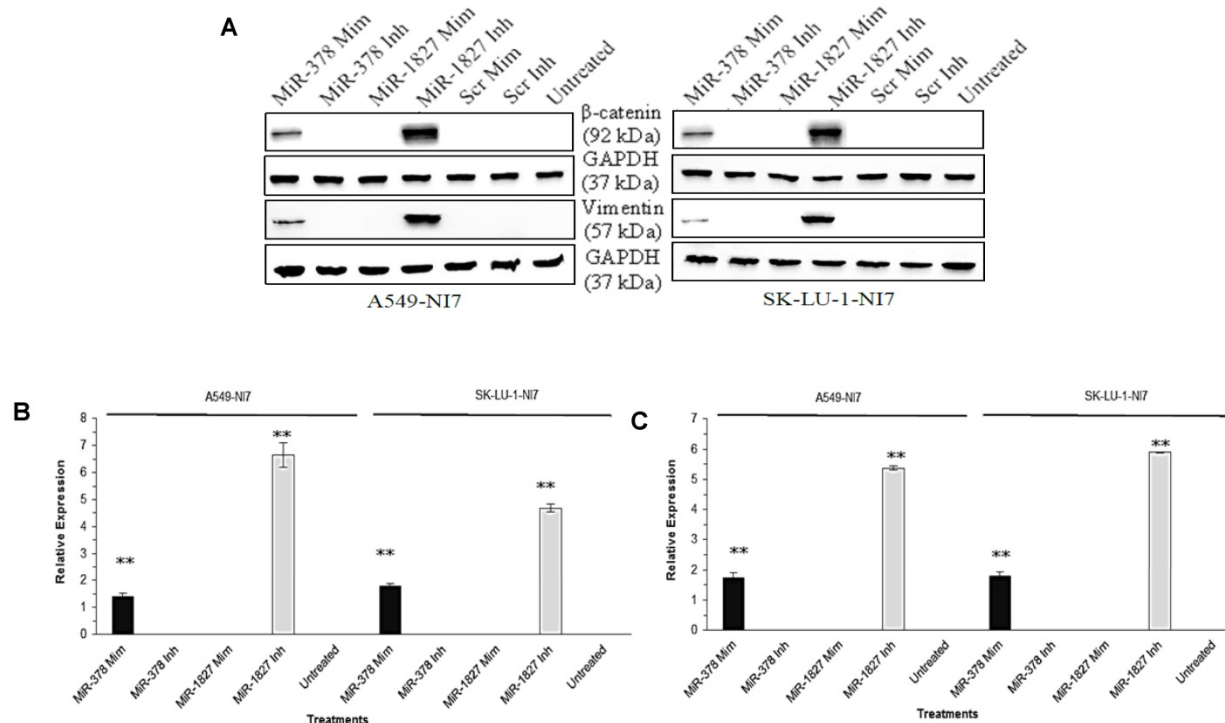 A
MiR-378 Mim
MiR-378 Inh
MiR-1827 Mim
MiR-1827 Inh
Scr Mim
Scr Inh
Untreated
MiR-378 Mim
MiR-378 Inh
MiR-1827 Mim
MiR-1827 Inh
Scr Mim
Scr Inh
Untreated
β-catenin
(92 kDa)
GAPDH
(37 kDa)
Vimentin
(57 kDa)
GAPDH
(37 kDa)
A549-NI7
SK-LU-1-NI7
B
A549-NI7
SK-LU-1-NI7
Relative Expression
8
7
6
5
4
3
2
1
0
**
**
**
**
MiR-378 Mim
MiR-378 Inh
MiR-1827 Mim
MiR-1827 Inh
Untreated
MiR-378 Mim
MiR-378 Inh
MiR-1827 Mim
MiR-1827 Inh
Untreated
Treatments
C
A549-NI7
SK-LU-1-NI7
Relative Expression
7
6
5
4
3
2
1
0
**
**
**
**
MiR-378 Mim
MiR-378 Inh
MiR-1827 Mim
MiR-1827 Inh
Untreated
MiR-378 Mim
MiR-378 Inh
MiR-1827 Mim
MiR-1827 Inh
Untreated
Treatments